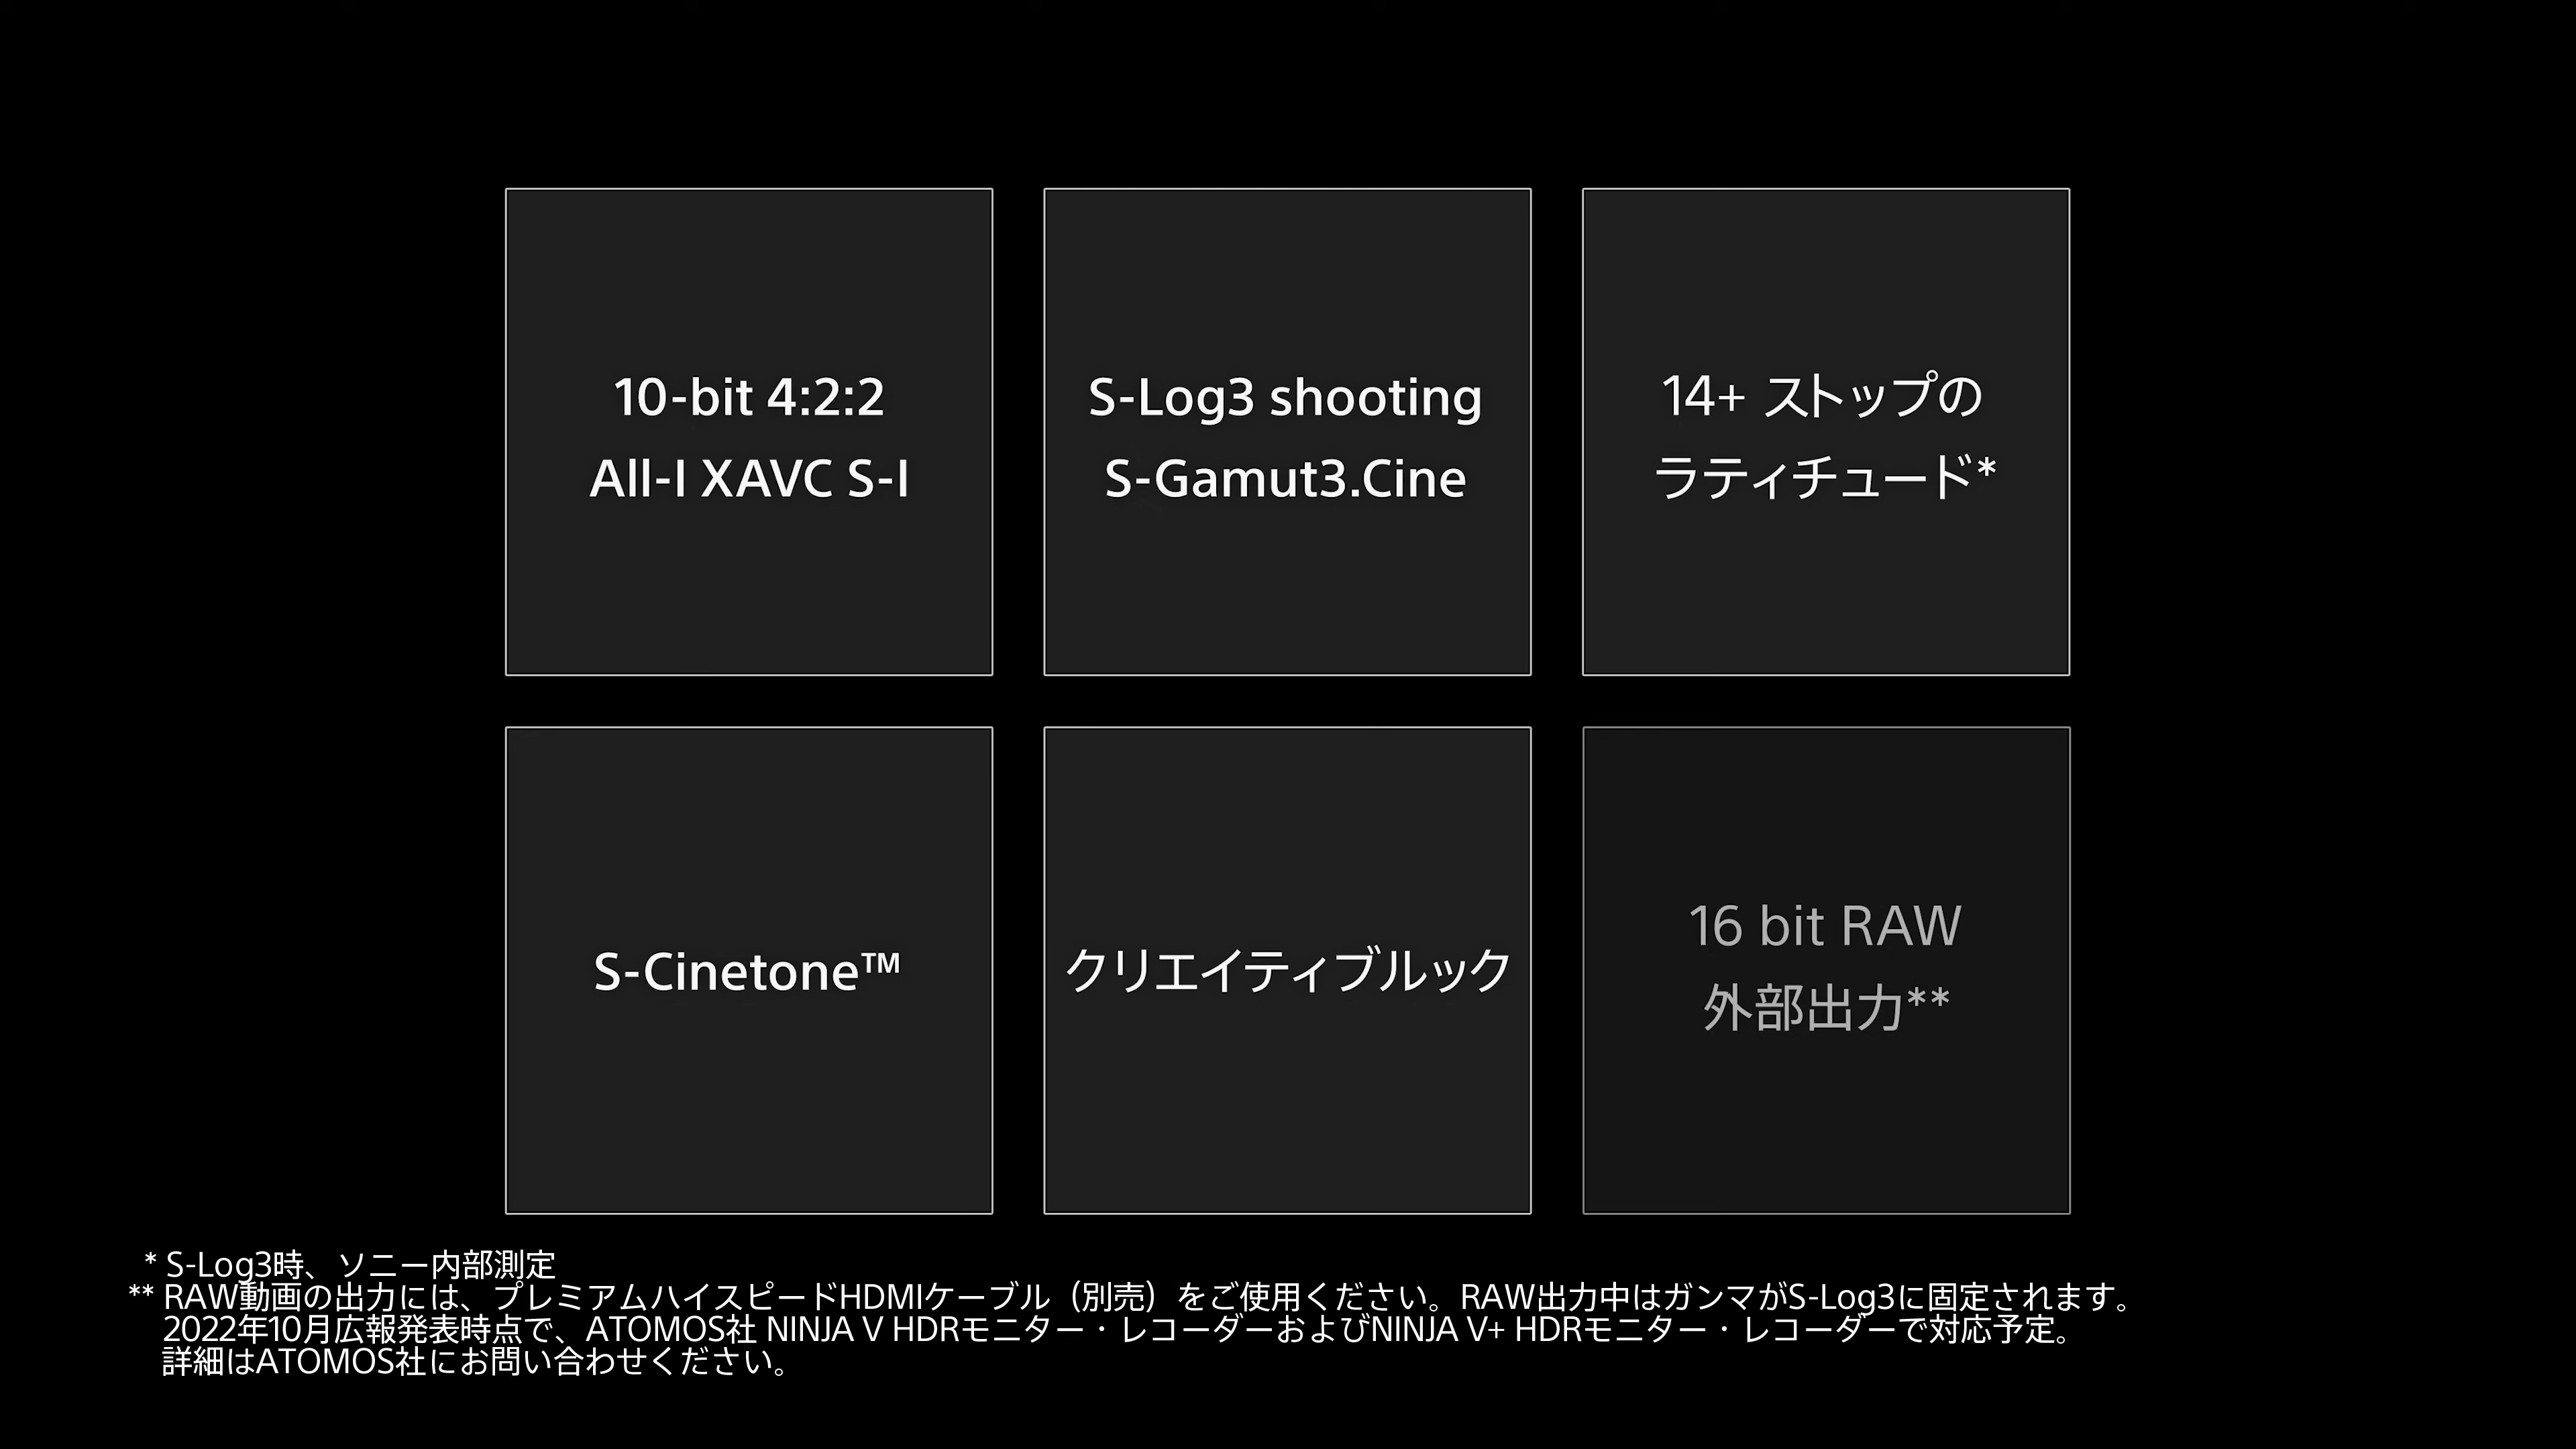 10-bit 4:2:2
All-I XAVC S-I
S-Log3 shooting
S-Gamut3.Cine
14+ ストップの
ラティチュード*
S-Cinetone™
クリエイティブルック
16 bit RAW
外部出力**
* S-Log3時、ソニー内部測定
** RAW動画の出力には、プレミアムハイスピードHDMIケーブル（別売）をご使用ください。RAW出力中はガンマがS-Log3に固定されます。
2022年10月広報発表時点で、ATOMOS社 NINJA V HDRモニター・レコーダーおよびNINJA V+ HDRモニター・レコーダーで対応予定。
詳細はATOMOS社にお問い合わせください。